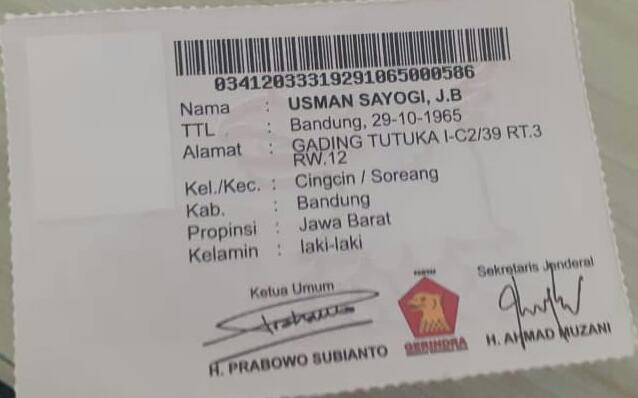 034120333192910650005​86
Nama : USMAN SAYOGI, J.B
TTL : Bandung, 29-10-1965
Alamat : GADING TUTUKA I-C2/39 RT.3
RW.12
Kel./Kec. : Cingcin / Soreang
Kab. : Bandung
Propinsi : Jawa Barat
Kelamin : laki-laki
Ketua Umum
H. PRABOWO SUBIANTO
GERINDRA
Sekretaris Jenderal
H. AHMAD MUZANI